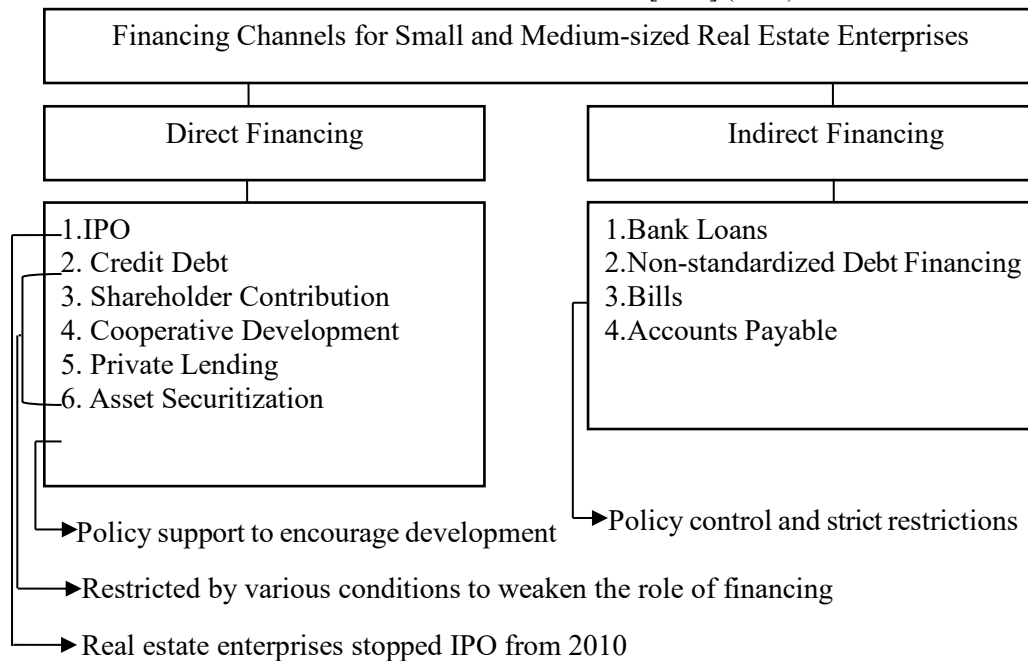 Financing Channels for Small and Medium-sized Real Estate Enterprises
Direct Financing
Indirect Financing
1.IPO
2. Credit Debt
3. Shareholder Contribution
4. Cooperative Development
5. Private Lending
6. Asset Securitization
1.Bank Loans
2.Non-standardized Debt Financing
3.Bills
4.Accounts Payable
Policy support to encourage development
Policy control and strict restrictions
Restricted by various conditions to weaken the role of financing
Real estate enterprises stopped IPO from 2010